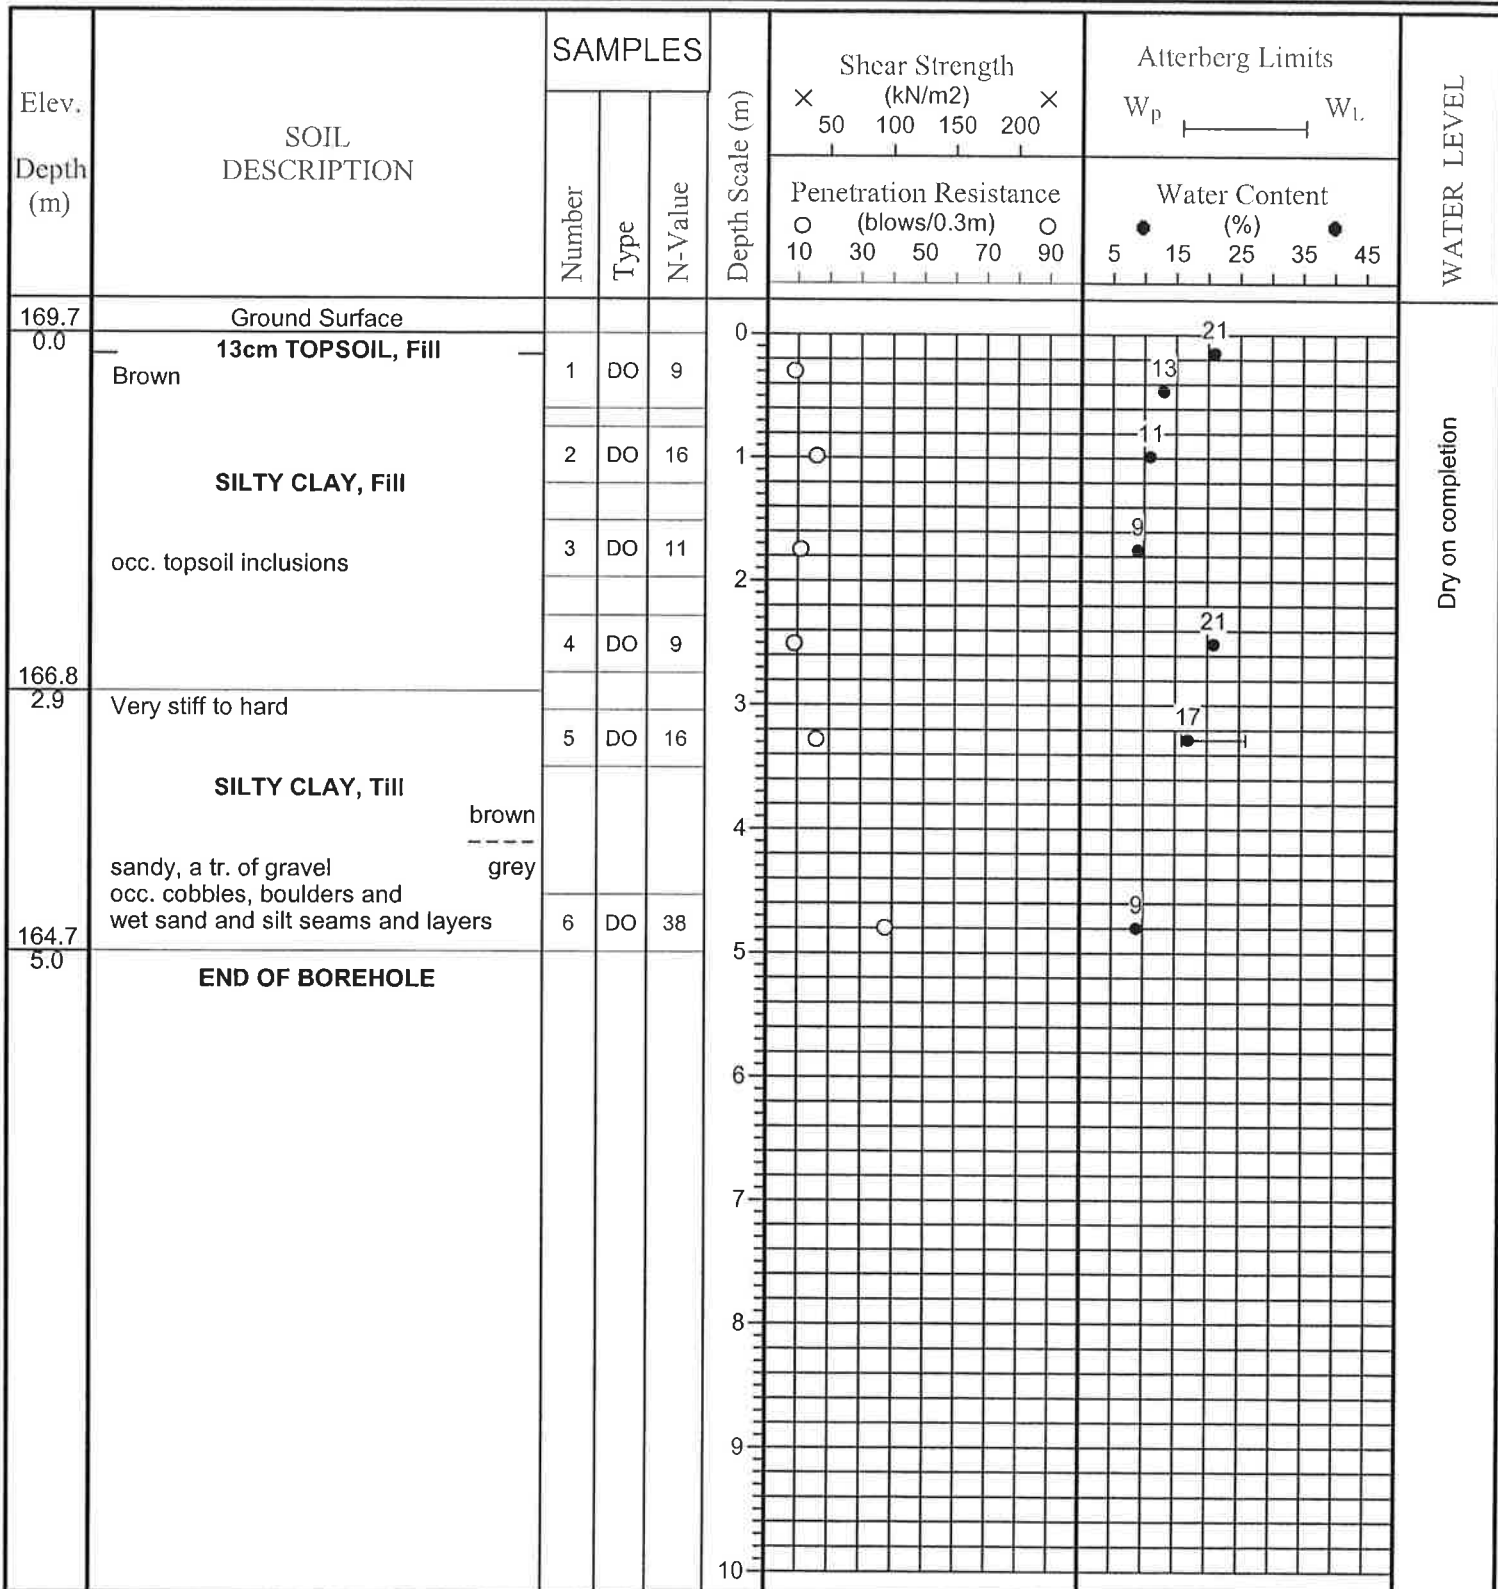 Elev.
Depth
(m)
SOIL
DESCRIPTION
SAMPLES
Number
Type
N-Value
Depth Scale (m)
Shear Strength
× (kN/m2) ×
50 100 150 200
Penetration Resistance
(blows/0.3m)
10 30 50 70 90
Atterberg Limits
Wp WL
Water Content
(%)
5 15 25 35 45
WATER LEVEL
169.7 Ground Surface
0.0 13cm TOPSOIL, Fill
Brown
1 DO 9
2 DO 16
SILTY CLAY, Fill
3 DO 11
occ. topsoil inclusions
4 DO 9
166.8
2.9 Very stiff to hard
5 DO 16
SILTY CLAY, Till
brown
grey
sandy, a tr. of gravel
occ. cobbles, boulders and
wet sand and silt seams and layers
6 DO 38
164.7
5.0
END OF BOREHOLE
0
1
2
3
4
5
6
7
8
9
10
21
13
11
9
21
17
9
Dry on completion